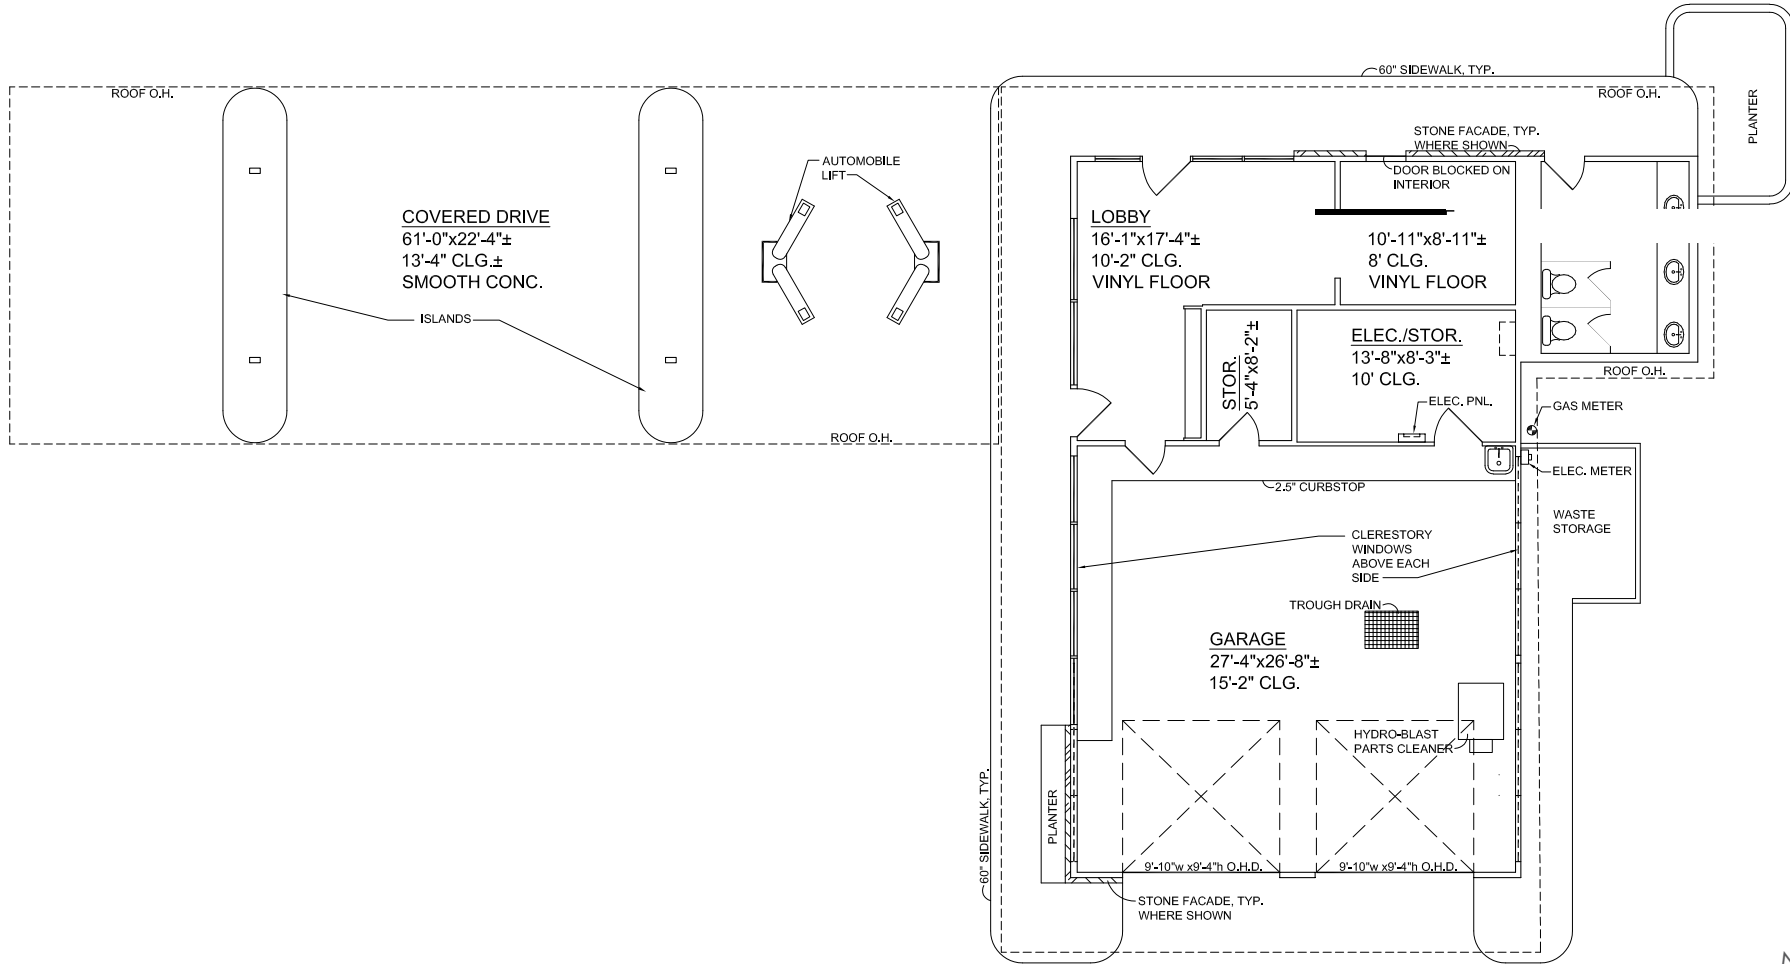 60" SIDEWALK, TYP.
ROOF O.H.
ROOF O.H.
PLANTER
STONE FACADE, TYP.
WHERE SHOWN
AUTOMOBILE
LIFT
DOOR BLOCKED ON
INTERIOR
COVERED DRIVE
61'-0"x22'-4"±
13'-4" CLG.±
SMOOTH CONC.
LOBBY
16'-1"x17'-4"±
10'-2" CLG.
VINYL FLOOR
10'-11"x8'-11"±
8' CLG.
VINYL FLOOR
ISLANDS
STOR.
5'-4"x8'-2"±
ELEC./STOR.
13'-8"x8'-3"±
10' CLG.
ROOF O.H.
ELEC. PNL.
GAS METER
ROOF O.H.
ELEC. METER
2.5" CURBSTOP
WASTE
STORAGE
CLERESTORY
WINDOWS
ABOVE EACH
SIDE
TROUGH DRAIN
GARAGE
27'-4"x26'-8"±
15'-2" CLG.
HYDRO-BLAST
PARTS CLEANER
PLANTER
60" SIDEWALK, TYP.
9'-10"w x9'-4"h O.H.D.
9'-10"w x9'-4"h O.H.D.
STONE FACADE, TYP.
WHERE SHOWN